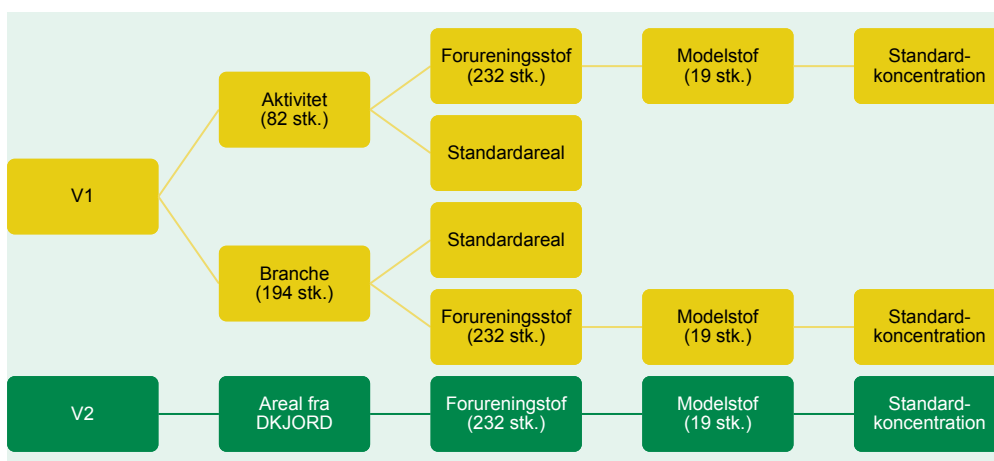 Forureningsstof
(232 stk.)
Modelstof
(19 stk.)
Standard-
koncentration
Aktivitet
(82 stk.)
Standardareal
V1
Standardareal
Branche
(194 stk.)
Forureningsstof
(232 stk.)
Modelstof
(19 stk.)
Standard-
koncentration
V2
Areal fra
DKJORD
Forureningstof
(232 stk.)
Modelstof
(19 stk.)
Standard-
koncentration